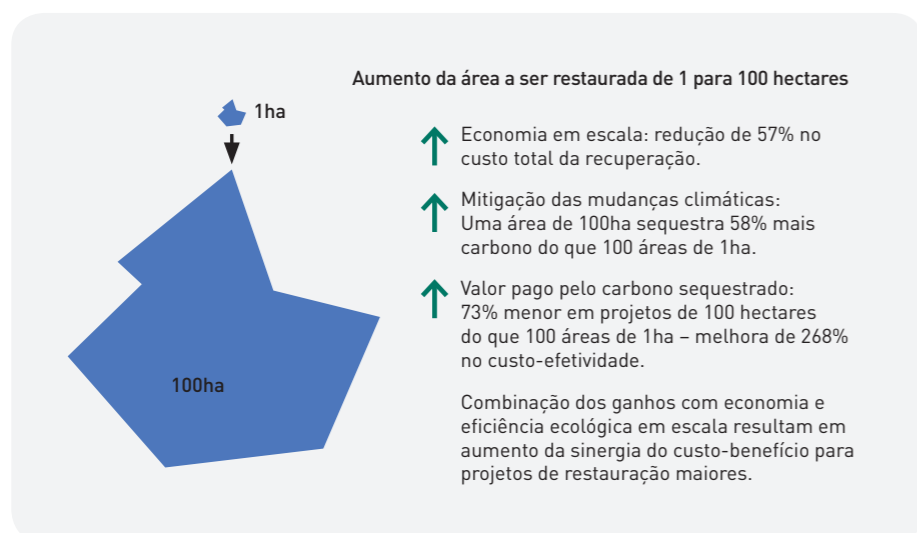 Aumento da área a ser restaurada de 1 para 100 hectares
1ha
Economia em escala: redução de 57% no
custo total da recuperação.
Mitigação das mudanças climáticas:
Uma área de 100ha sequestra 58% mais
carbono do que 100 áreas de 1ha.
Valor pago pelo carbono sequestrado:
73% menor em projetos de 100 hectares
do que 100 áreas de 1ha – melhora de 268%
no custo-efetividade.
100ha
Combinação dos ganhos com economia e
eficiência ecológica em escala resultam em
aumento da sinergia do custo-benefício para
projetos de restauração maiores.